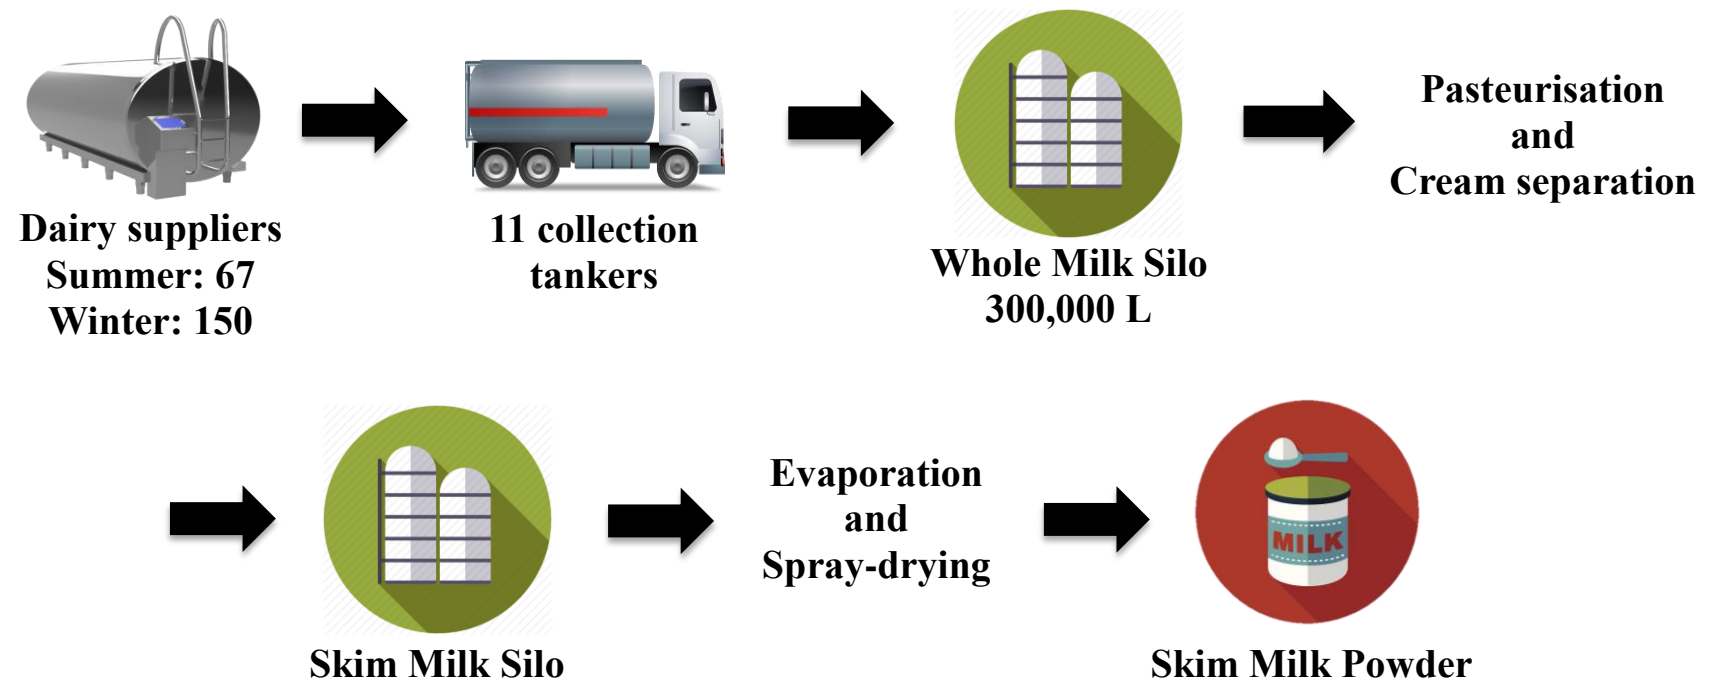 Dairy suppliers
Summer: 67
Winter: 150
11 collection
tankers
Whole Milk Silo
300,000 L
Pasteurisation
and
Cream separation
Skim Milk Silo
Evaporation
and
Spray-drying
MILK
Skim Milk Powder